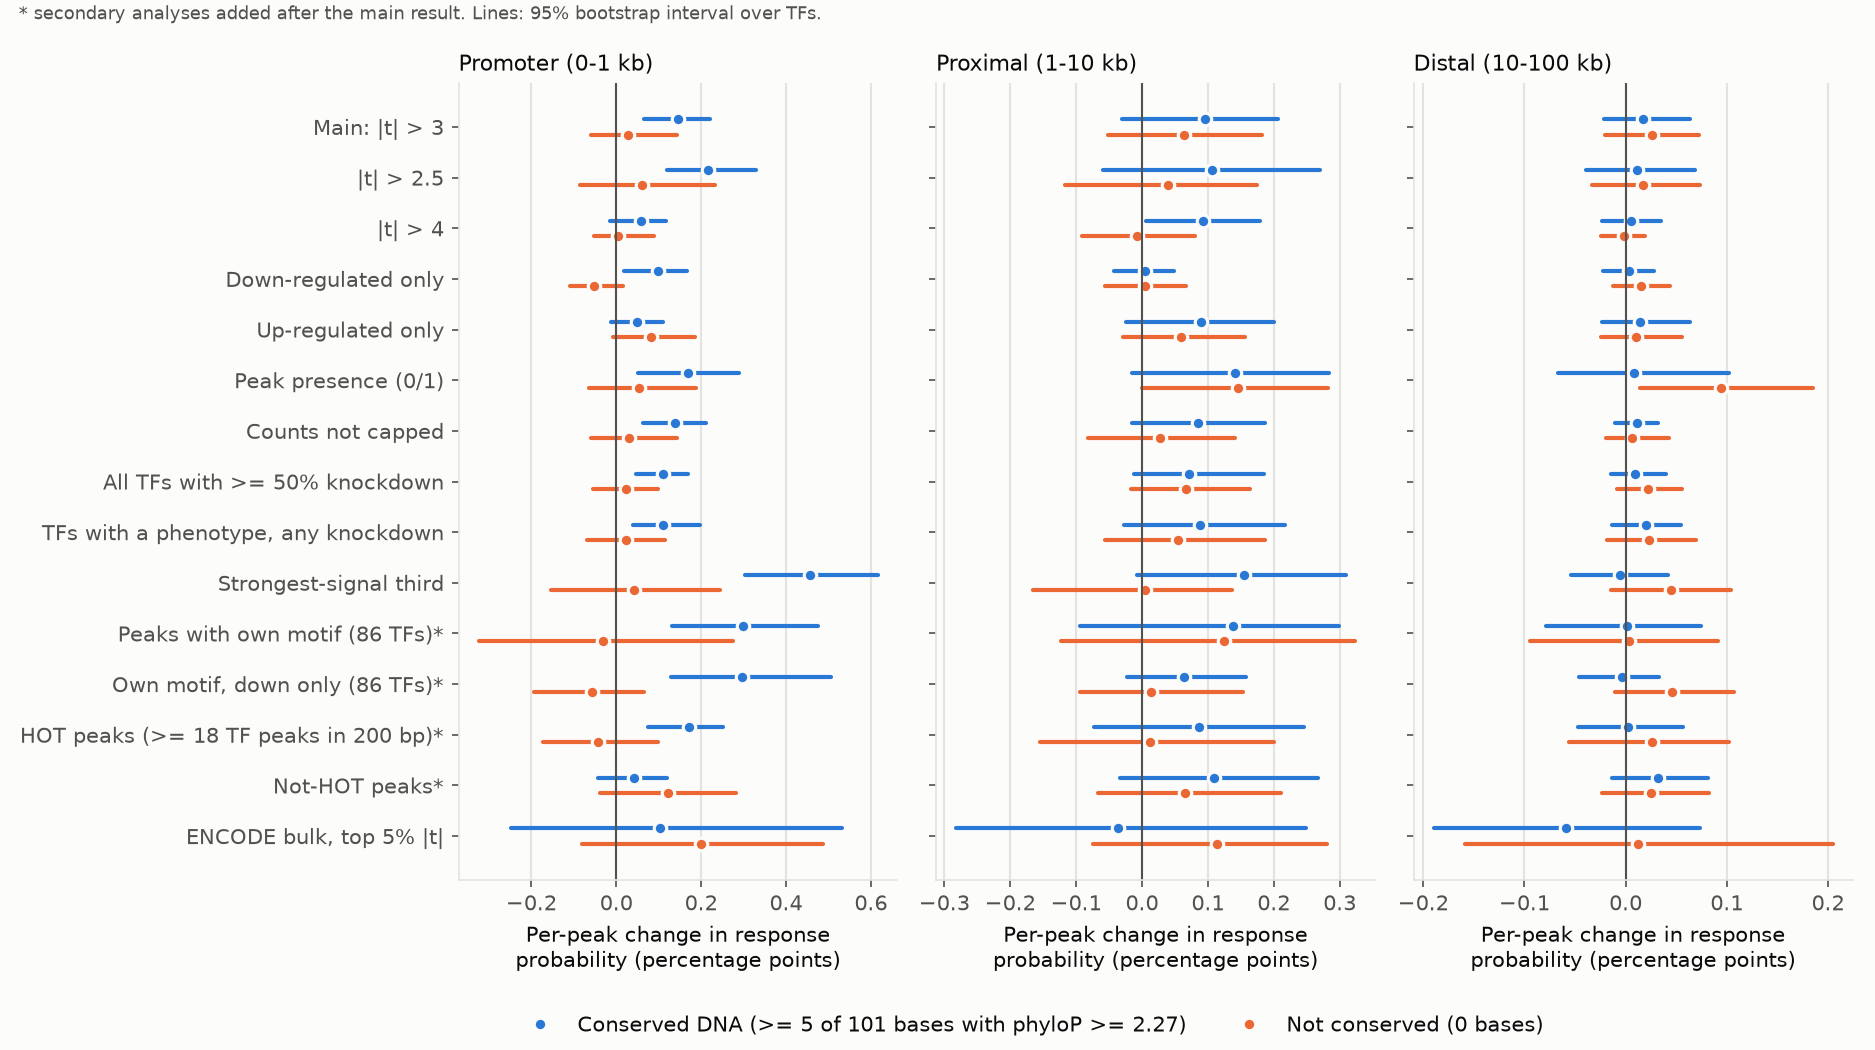 * secondary analyses added after the main result. Lines: 95% bootstrap interval over TFs.
Promoter (0-1 kb)
Proximal (1-10 kb)
Distal (10-100 kb)
Main: |t| > 3
|t| > 2.5
|t| > 4
Down-regulated only
Up-regulated only
Peak presence (0/1)
Counts not capped
All TFs with >= 50% knockdown
TFs with a phenotype, any knockdown
Strongest-signal third
Peaks with own motif (86 TFs)*
Own motif, down only (86 TFs)*
HOT peaks (>= 18 TF peaks in 200 bp)*
Not-HOT peaks*
ENCODE bulk, top 5% |t|
−0.2 0.0 0.2 0.4 0.6
−0.3 −0.2 −0.1 0.0 0.1 0.2 0.3
−0.2 −0.1 0.0 0.1 0.2
Per-peak change in response
probability (percentage points)
Per-peak change in response
probability (percentage points)
Per-peak change in response
probability (percentage points)
Conserved DNA (>= 5 of 101 bases with phyloP >= 2.27)
Not conserved (0 bases)